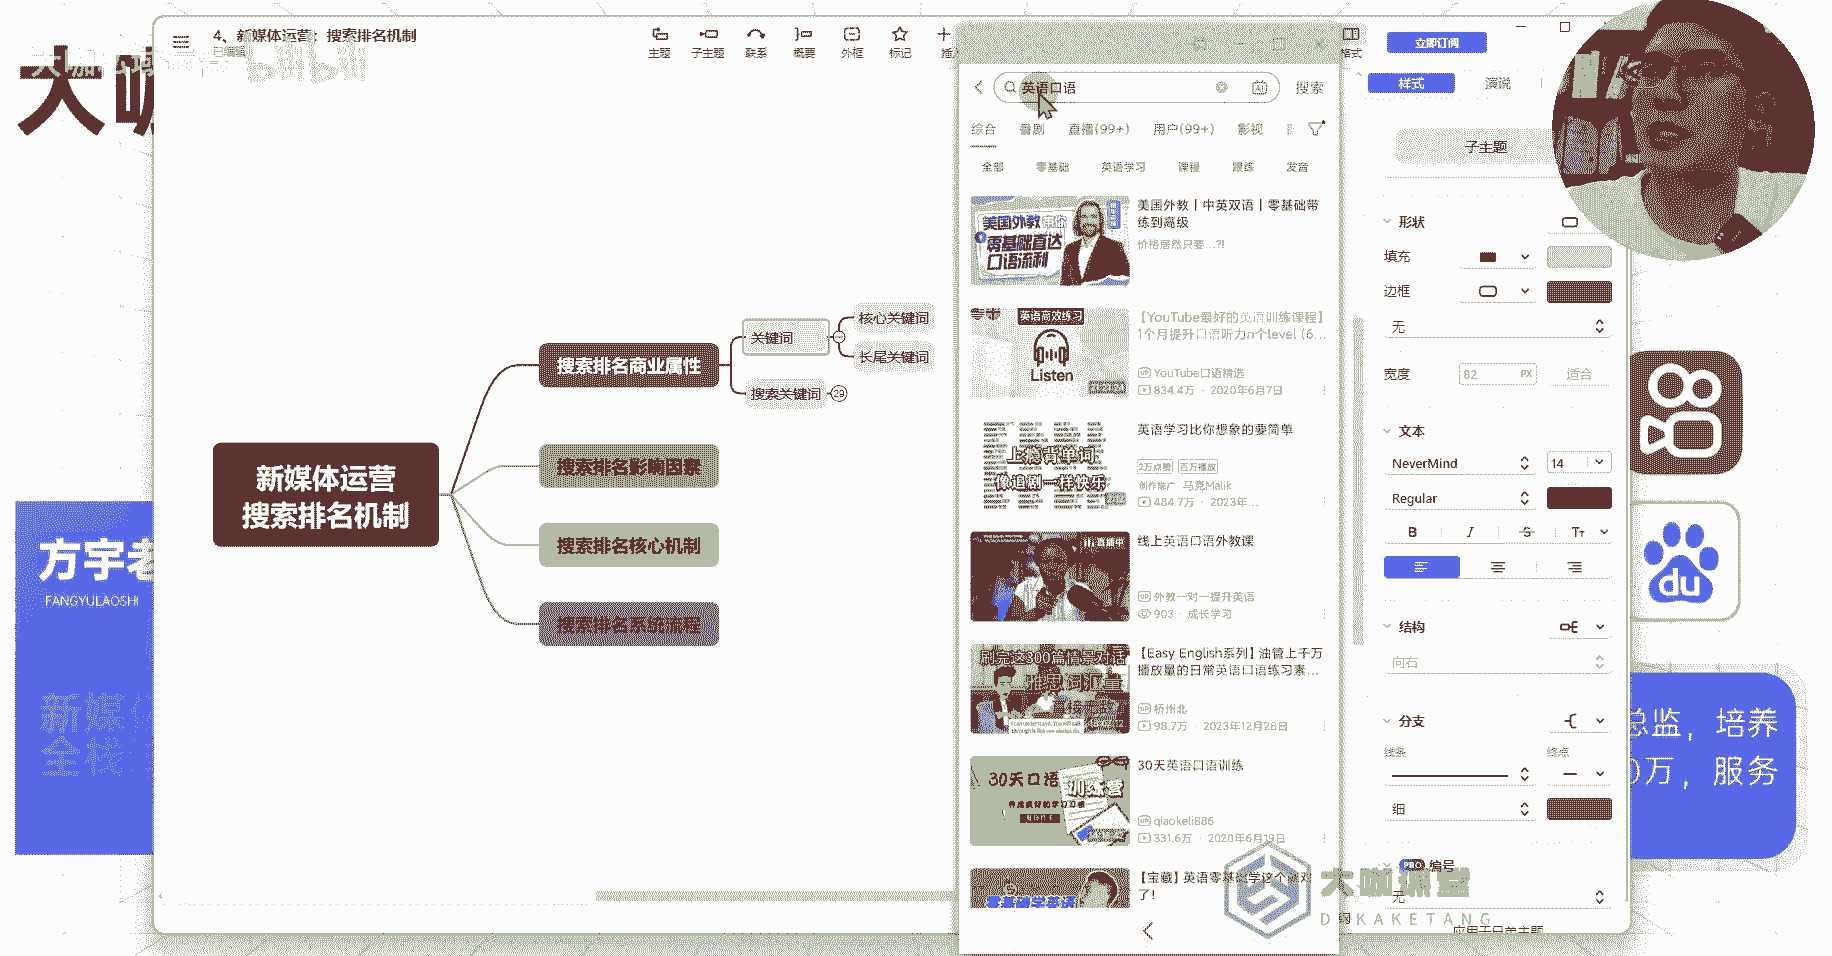 4、新媒体运营：搜索排名机制
已编辑
bilibili
主题
子主题
联系
概要
外框
标记
格式
立即订阅
样式
演说
子主题
大咖
方宇老
FANGYULAOSHI
新媒体
全栈
新媒体运营
搜索排名机制
搜索排名商业属性
搜索排名影响因素
搜索排名核心机制
搜索排名系统流程
关键词
核心关键词
长尾关键词
搜索关键词
29
英语口语
搜索
综合
番剧
直播(99+)
用户(99+)
影视
全部
零基础
英语学习
课程
跟练
发音
美国外教
零基础直达
口语流利
美国外教 | 中英双语 | 零基础带
练到高级
价格居然只要...?!
英语高效练习
Listen
【YouTube最好的英语训练课程】
1个月提升口语听力n个level (6...
YouTube口语精选
834.4万 · 2020年6月7日
上瘾背单词
像追剧一样快乐
英语学习比你想象的要简单
2万点赞 百万播放
创作推广 马克Malik
484.7万 · 2023年...
直播中
线上英语口语外教课
外教一对一提升英语
903 · 成长学习
刷完这300篇情景对话
雅思词汇量
【Easy English系列】油管上千万
播放量的日常英语口语练习素...
桥州北
98.7万 · 2023年12月26日
30天口语
训练营
30天英语口语训练
qiaokeli886
331.6万 · 2020年6月19日
零基础学英语
【宝藏】英语零基础学这个就对
了!
形状
填充
边框
无
宽度
82
PX
适合
文本
NeverMind
14
Regular
B
I
S
Tт
结构
向右
分支
线条
终点
细
PRO 编号
无
du
总监，培养
0万，服务
大咖课堂
DAKAKETANG